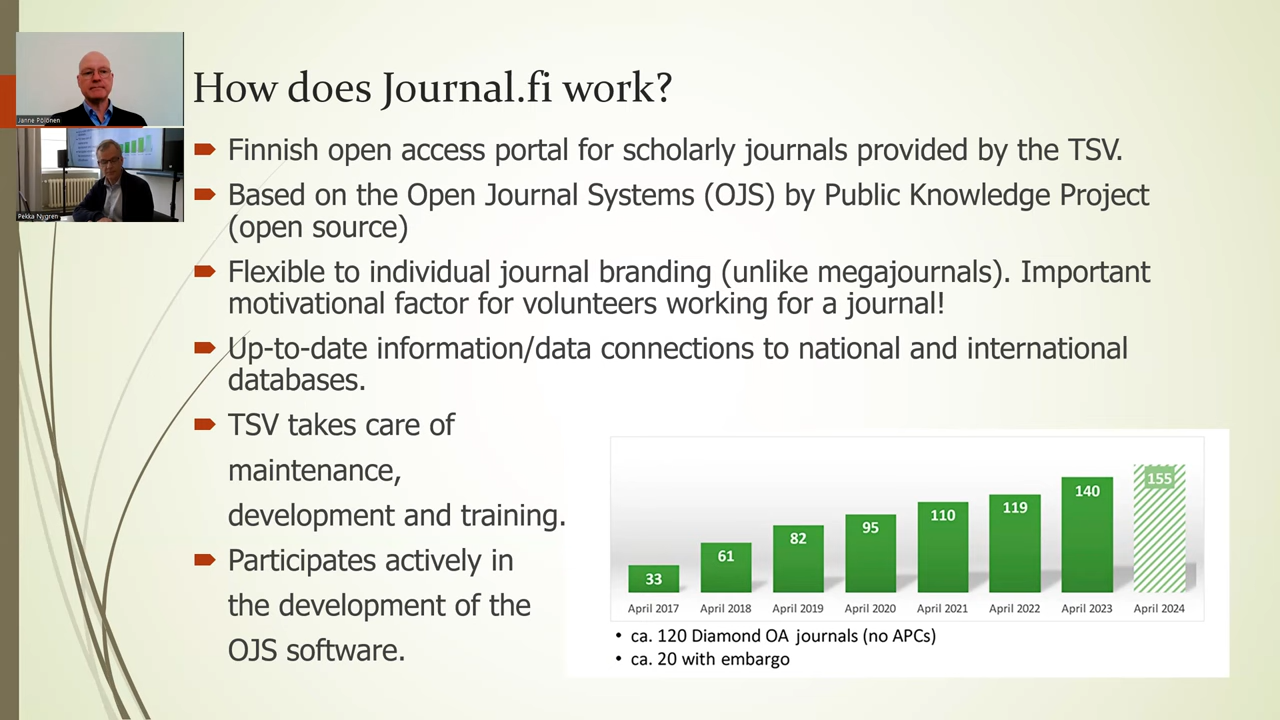 How does Journal.fi work?
Janne Pölönen
Pekka Nygren
Finnish open access portal for scholarly journals provided by the TSV.
Based on the Open Journal Systems (OJS) by Public Knowledge Project
(open source)
Flexible to individual journal branding (unlike megajournals). Important
motivational factor for volunteers working for a journal!
Up-to-date information/data connections to national and international
databases.
TSV takes care of
maintenance,
development and training.
Participates actively in
the development of the
OJS software.
33 61 82 95 110 119 140 155
April 2017 April 2018 April 2019 April 2020 April 2021 April 2022 April 2023 April 2024
• ca. 120 Diamond OA journals (no APCs)
• ca. 20 with embargo